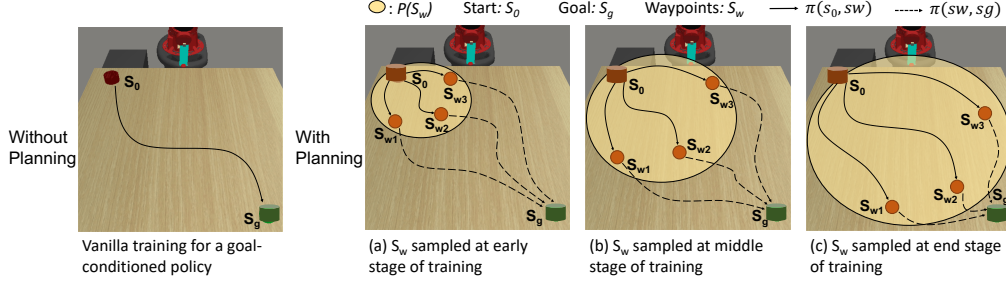 : P(S_w) Start: S_0 Goal: S_g Waypoints: S_w π(s_0, sw) π(sw, sg)
Without
Planning
S_0
S_g
Vanilla training for a goal-
conditioned policy
With
Planning
S_0
S_w3
S_w2
S_w1
S_g
(a) S_w sampled at early
stage of training
S_0
S_w3
S_w2
S_w1
S_g
(b) S_w sampled at middle
stage of training
S_0
S_w3
S_w2
S_w1
S_g
(c) S_w sampled at end stage
of training